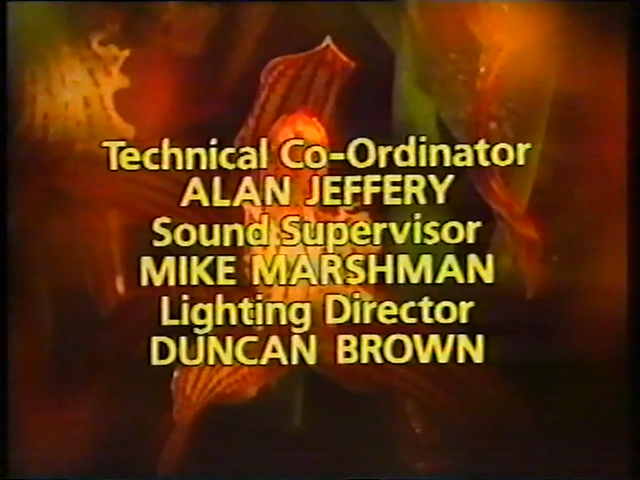 Technical Co-Ordinator
ALAN JEFFERY
Sound Supervisor
MIKE MARSHMAN
Lighting Director
DUNCAN BROWN